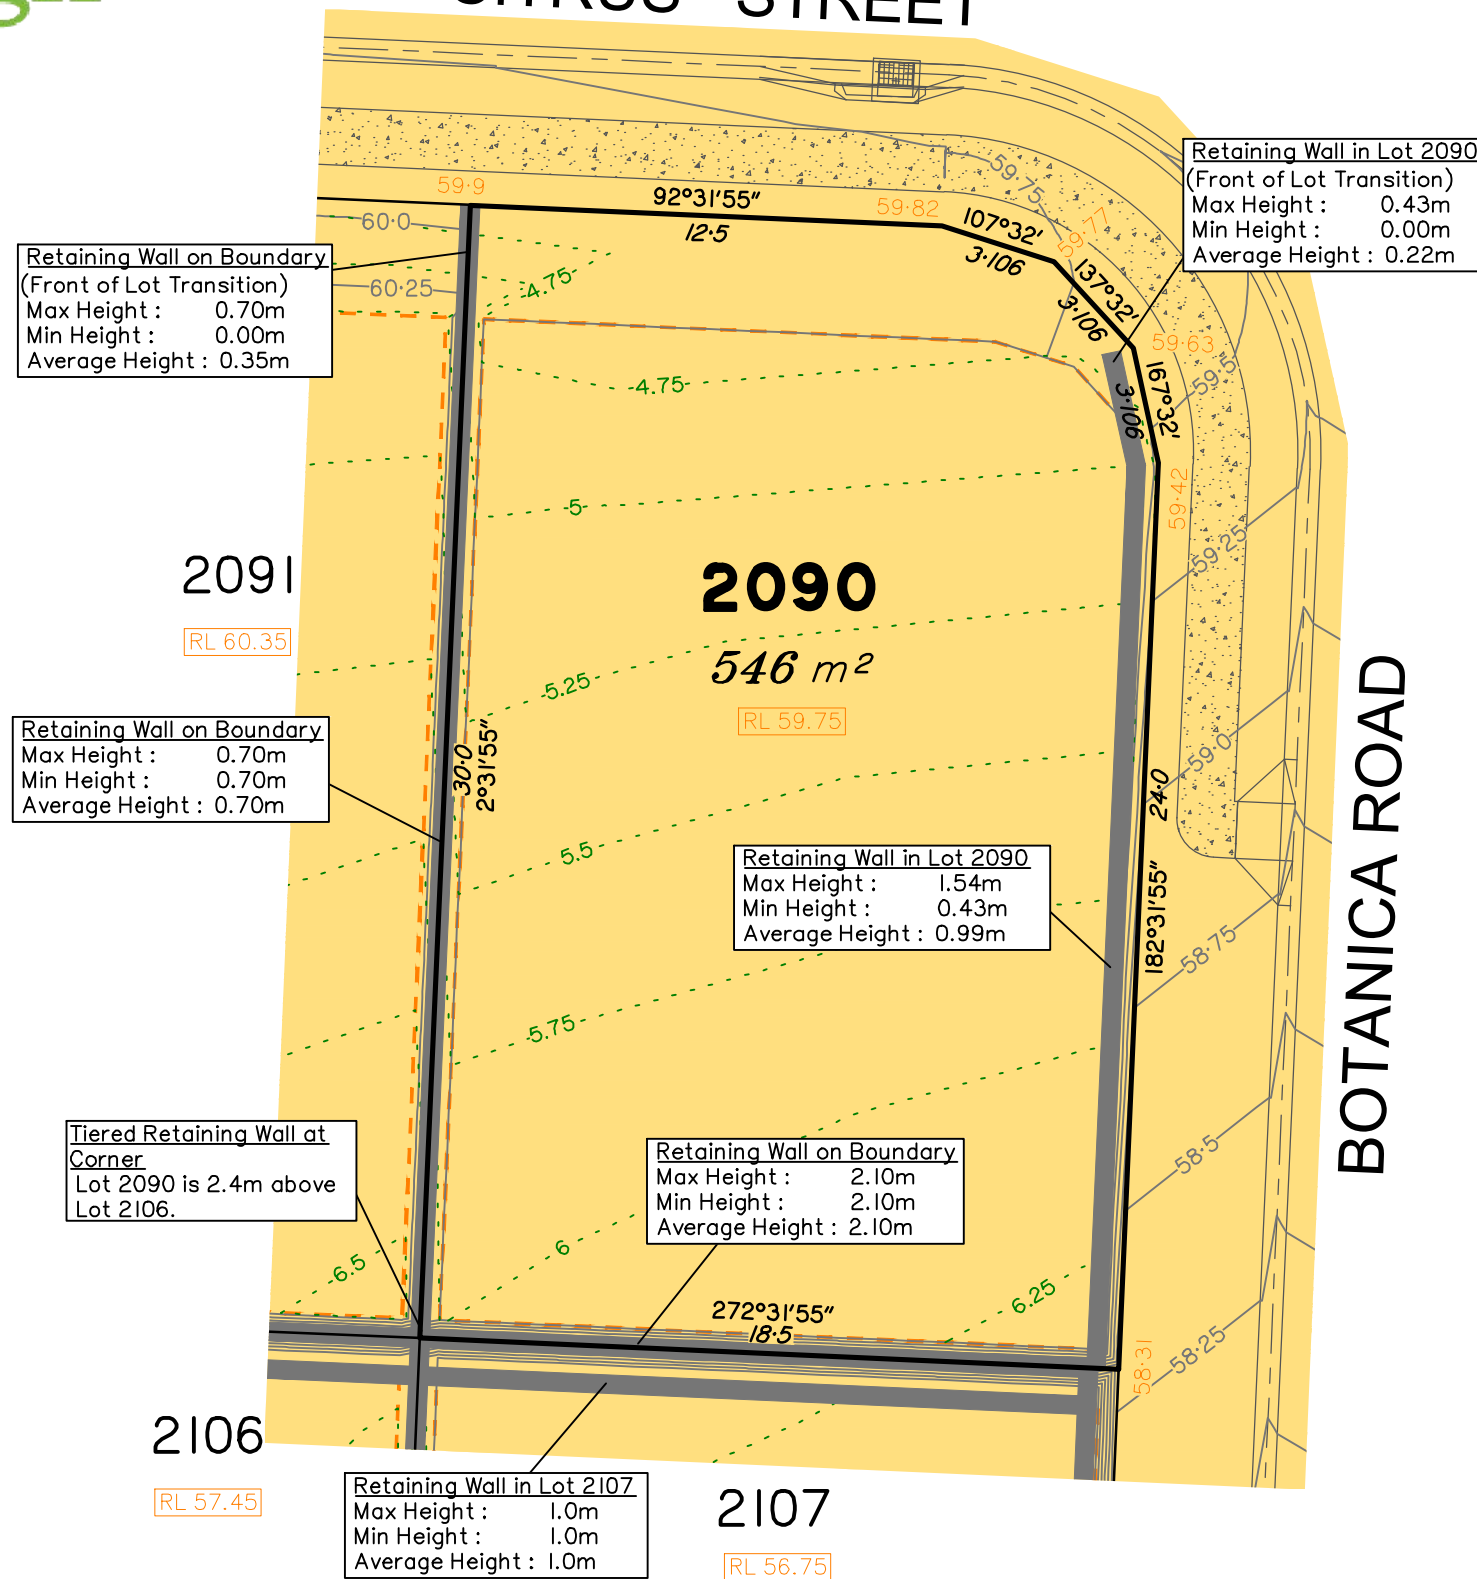 CITRUS STREET
59·9
92°31'55"
12·5
59·82
107°32'
3·106
59·77
137°32'
3·106
59·75
60·0
60·25
4.75
Retaining Wall in Lot 2090
(Front of Lot Transition)
Max Height : 0.43m
Min Height : 0.00m
Average Height : 0.22m
Retaining Wall on Boundary
(Front of Lot Transition)
Max Height : 0.70m
Min Height : 0.00m
Average Height : 0.35m
4.75
59·63
59·5
167°32'
3·106
59·42
5
59·25
2091
RL 60.35
2090
546 m²
RL 59.75
5.25
Retaining Wall on Boundary
Max Height : 0.70m
Min Height : 0.70m
Average Height : 0.70m
30·0
2°31'55"
59·0
24·0
182°31'55"
BOTANICA ROAD
5.5
Retaining Wall in Lot 2090
Max Height : 1.54m
Min Height : 0.43m
Average Height : 0.99m
58·75
5.75
Tiered Retaining Wall at
Corner
Lot 2090 is 2.4m above
Lot 2106.
Retaining Wall on Boundary
Max Height : 2.10m
Min Height : 2.10m
Average Height : 2.10m
58·5
6.5
6
6.25
272°31'55"
18·5
58·31
58·25
2106
RL 57.45
Retaining Wall in Lot 2107
Max Height : 1.0m
Min Height : 1.0m
Average Height : 1.0m
2107
RL 56.75